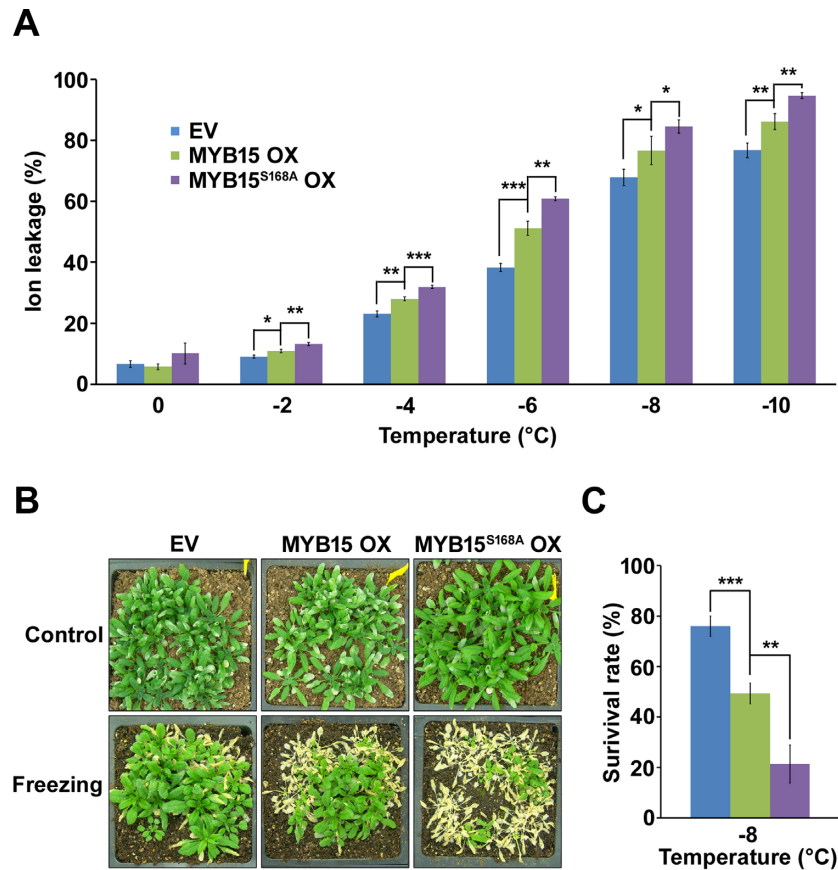 A
Ion leakage (%)
100
80
60
40
20
0
EV
MYB15 OX
MYB15S168A OX
* **
** ***
*** **
* *
** **
0 -2 -4 -6 -8 -10
Temperature (°C)
B
EV MYB15 OX MYB15S168A OX
Control
Freezing
C
Surivival rate (%)
100
80
60
40
20
0
***
**
-8
Temperature (°C)